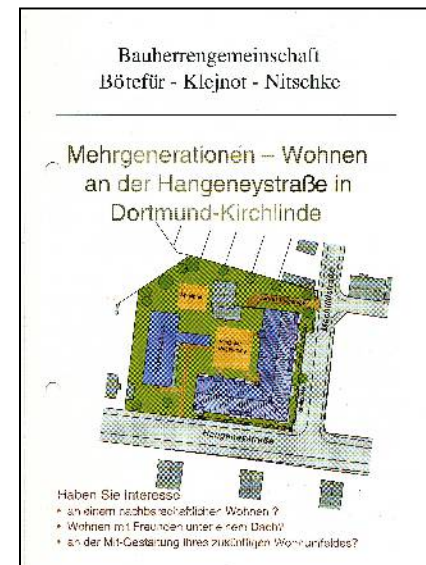 Bauherrengemeinschaft
Bötefür - Klejnot - Nitschke
Mehrgenerationen – Wohnen
an der Hangeneystraße in
Dortmund-Kirchlinde
Hangeneystraße
Haben Sie Interesse
• an einem nachbarschaftlichen Wohnen ?
• Wohnen mit Freunden unter einem Dach?
• an der Mit-Gestaltung Ihres zukünftigen Wohnumfeldes?